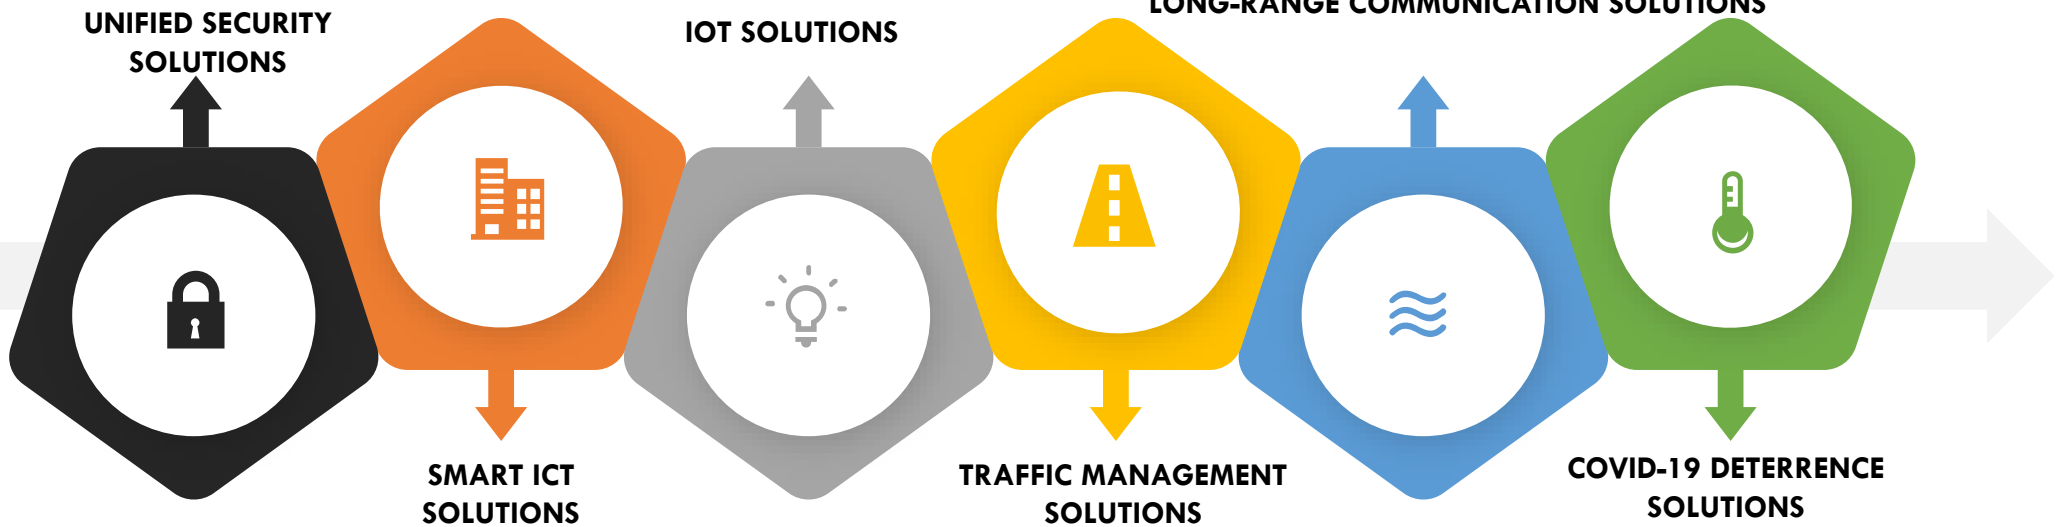 UNIFIED SECURITY
SOLUTIONS
SMART ICT
SOLUTIONS
IOT SOLUTIONS
TRAFFIC MANAGEMENT
SOLUTIONS
LONG-RANGE COMMUNICATION SOLUTIONS
COVID-19 DETERRENCE
SOLUTIONS